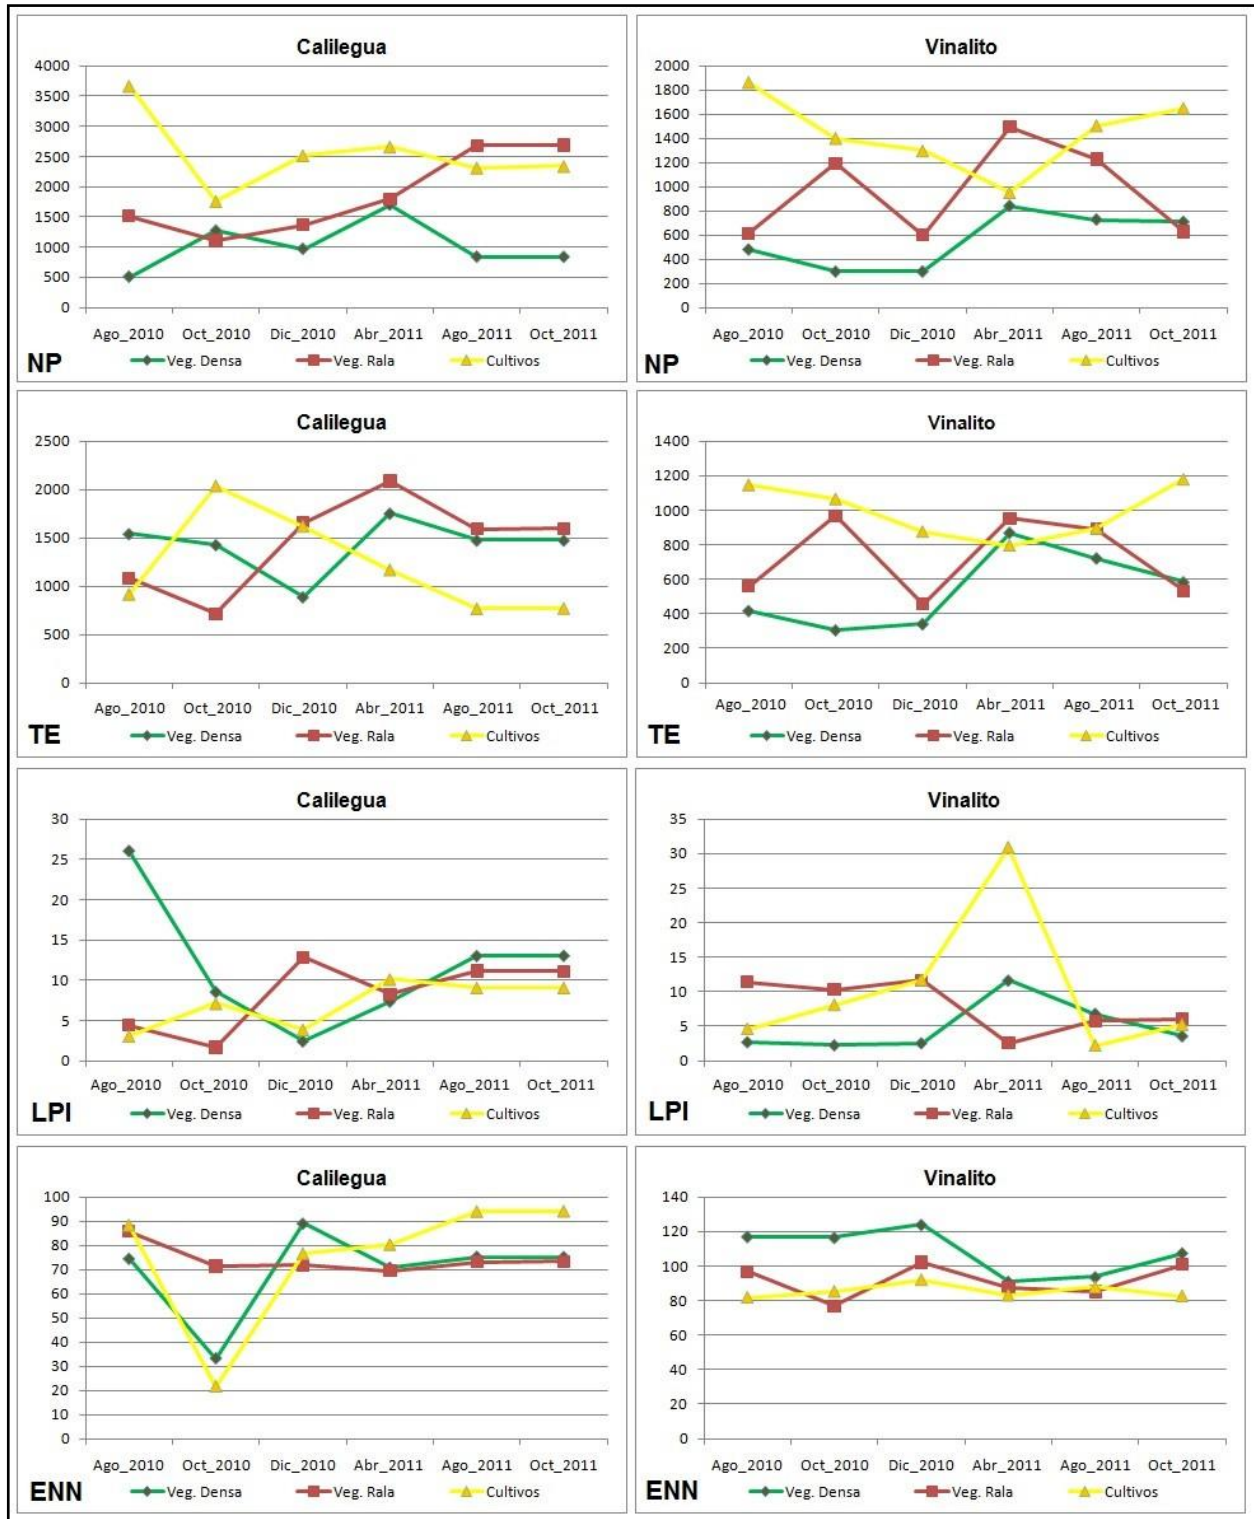 Calilegua
4000
3500
3000
2500
2000
1500
1000
500
0
Ago_2010 Oct_2010 Dic_2010 Abr_2011 Ago_2011 Oct_2011
NP Veg. Densa Veg. Rala Cultivos
Vinalito
2000
1800
1600
1400
1200
1000
800
600
400
200
0
Ago_2010 Oct_2010 Dic_2010 Abr_2011 Ago_2011 Oct_2011
NP Veg. Densa Veg. Rala Cultivos
Calilegua
2500
2000
1500
1000
500
0
Ago_2010 Oct_2010 Dic_2010 Abr_2011 Ago_2011 Oct_2011
TE Veg. Densa Veg. Rala Cultivos
Vinalito
1400
1200
1000
800
600
400
200
0
Ago_2010 Oct_2010 Dic_2010 Abr_2011 Ago_2011 Oct_2011
TE Veg. Densa Veg. Rala Cultivos
Calilegua
30
25
20
15
10
5
0
Ago_2010 Oct_2010 Dic_2010 Abr_2011 Ago_2011 Oct_2011
LPI Veg. Densa Veg. Rala Cultivos
Vinalito
35
30
25
20
15
10
5
0
Ago_2010 Oct_2010 Dic_2010 Abr_2011 Ago_2011 Oct_2011
LPI Veg. Densa Veg. Rala Cultivos
Calilegua
100
90
80
70
60
50
40
30
20
10
0
Ago_2010 Oct_2010 Dic_2010 Abr_2011 Ago_2011 Oct_2011
ENN Veg. Densa Veg. Rala Cultivos
Vinalito
140
120
100
80
60
40
20
0
Ago_2010 Oct_2010 Dic_2010 Abr_2011 Ago_2011 Oct_2011
ENN Veg. Densa Veg. Rala Cultivos